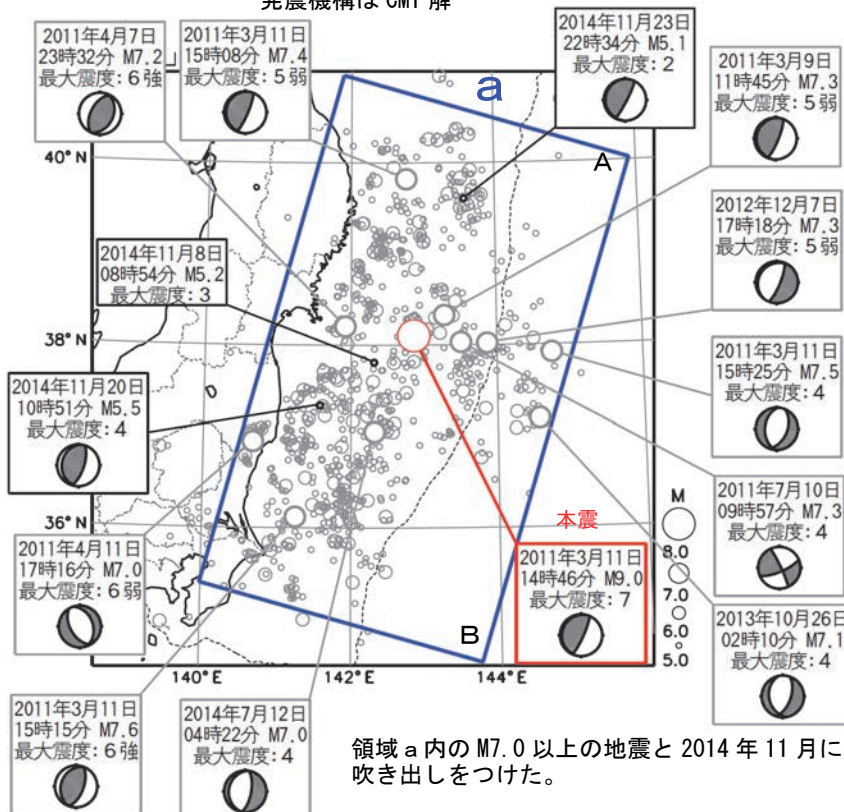 発震機構は CMT 解
2011年4月7日
23時32分 M7.2
最大震度：6強
2011年3月11日
15時08分 M7.4
最大震度：5弱
2014年11月23日
22時34分 M5.1
最大震度：2
2011年3月9日
11時45分 M7.3
最大震度：5弱
a
A
40°N
2012年12月7日
17時18分 M7.3
最大震度：5弱
2014年11月8日
08時54分 M5.2
最大震度：3
38°N
2011年3月11日
15時25分 M7.5
最大震度：4
2014年11月20日
10時51分 M5.5
最大震度：4
2011年7月10日
09時57分 M7.3
最大震度：4
36°N
本震
M
8.0
7.0
6.0
5.0
2011年4月11日
17時16分 M7.0
最大震度：6弱
2011年3月11日
14時46分 M9.0
最大震度：7
2013年10月26日
02時10分 M7.1
最大震度：4
B
140°E
142°E
144°E
2011年3月11日
15時15分 M7.6
最大震度：6強
2014年7月12日
04時22分 M7.0
最大震度：4
領域 a 内の M7.0 以上の地震と 2014 年 11 月に
吹き出しをつけた。